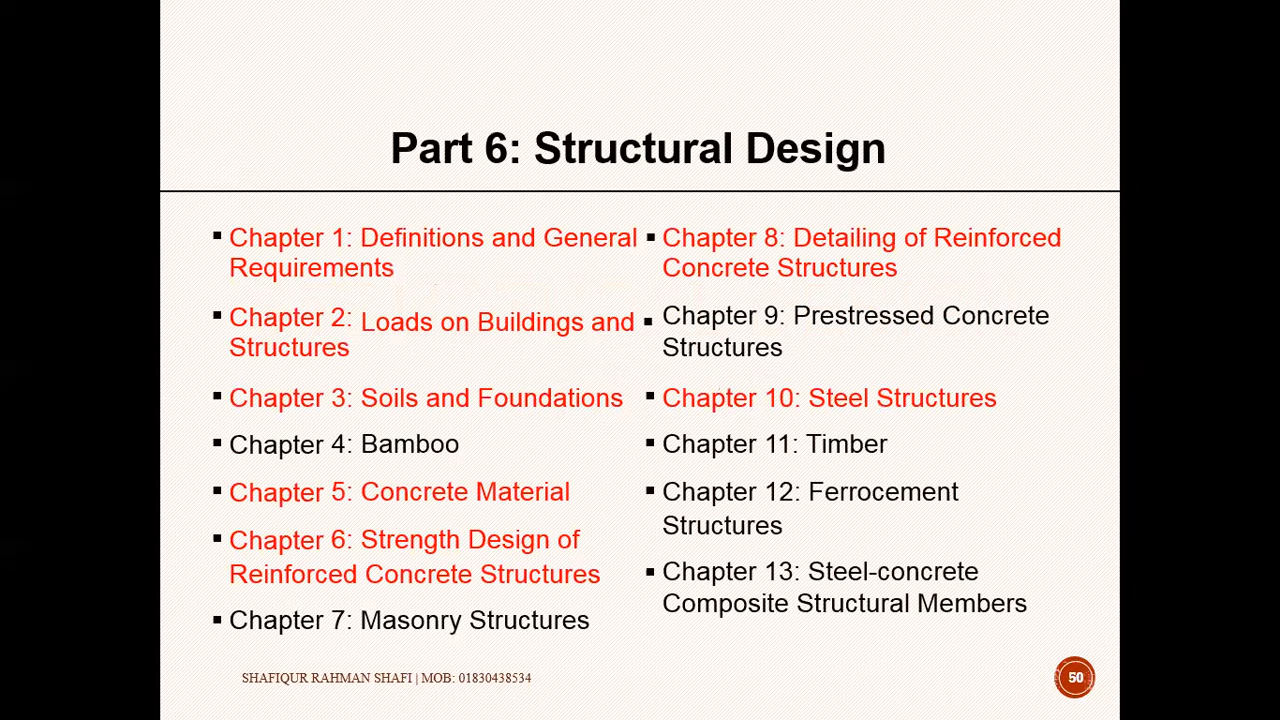 Part 6: Structural Design
▪ Chapter 1: Definitions and General
Requirements
▪ Chapter 2: Loads on Buildings and
Structures
▪ Chapter 3: Soils and Foundations
▪ Chapter 4: Bamboo
▪ Chapter 5: Concrete Material
▪ Chapter 6: Strength Design of
Reinforced Concrete Structures
▪ Chapter 7: Masonry Structures
▪ Chapter 8: Detailing of Reinforced
Concrete Structures
▪ Chapter 9: Prestressed Concrete
Structures
▪ Chapter 10: Steel Structures
▪ Chapter 11: Timber
▪ Chapter 12: Ferrocement
Structures
▪ Chapter 13: Steel-concrete
Composite Structural Members
SHAFIQUR RAHMAN SHAFI | MOB: 01830438534
50